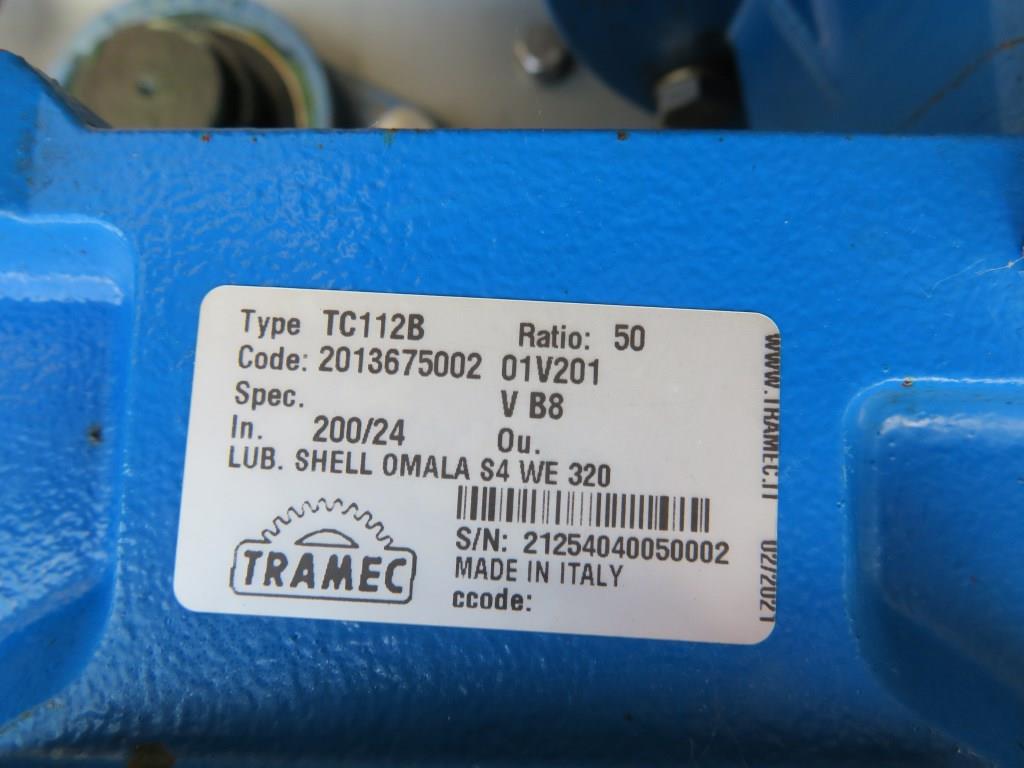 Type TC112B Ratio: 50
Code: 2013675002 01V201
Spec. V B8
In. 200/24 Ou.
LUB. SHELL OMALA S4 WE 320
S/N: 21254040050002
MADE IN ITALY
ccode:
TRAMEC
WWW.TRAMEC.IT 02/2021